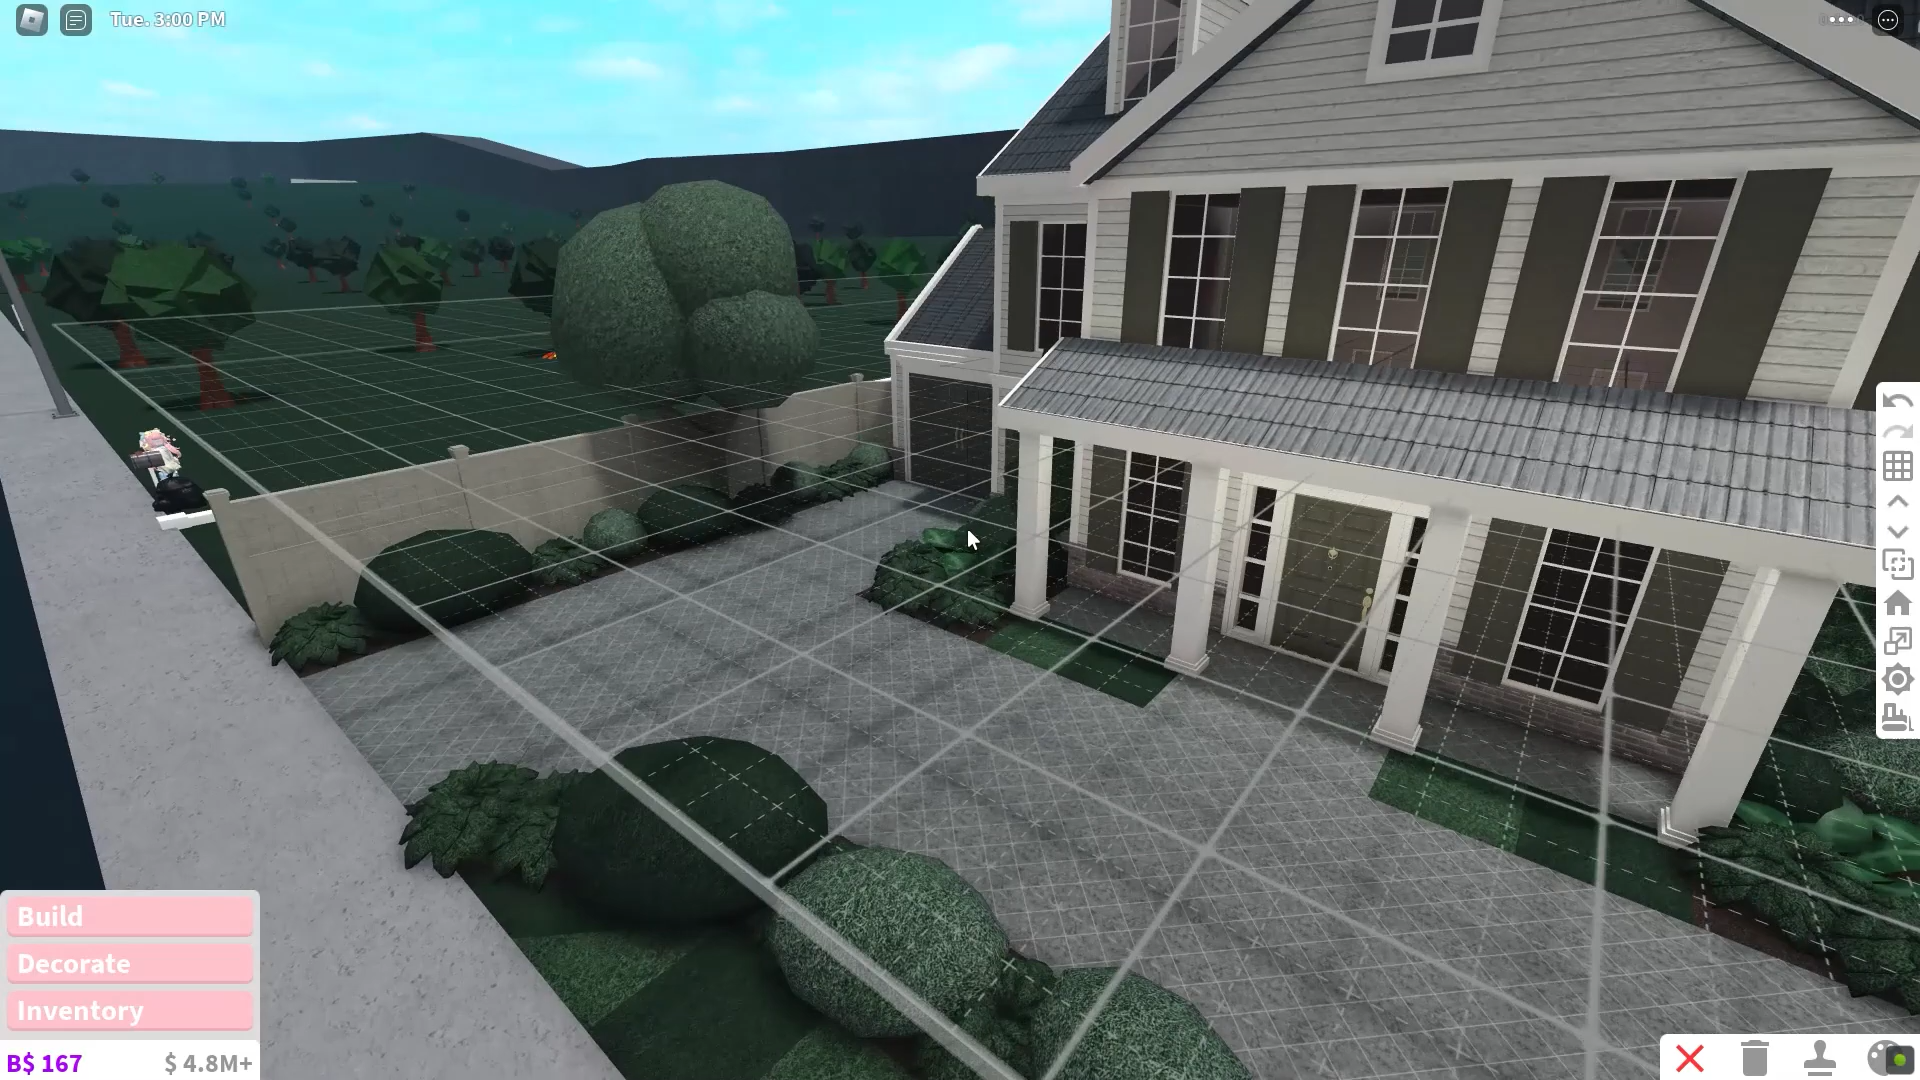 Tue. 3:00 PM
Build
Decorate
Inventory
B$ 167
$ 4.8M+